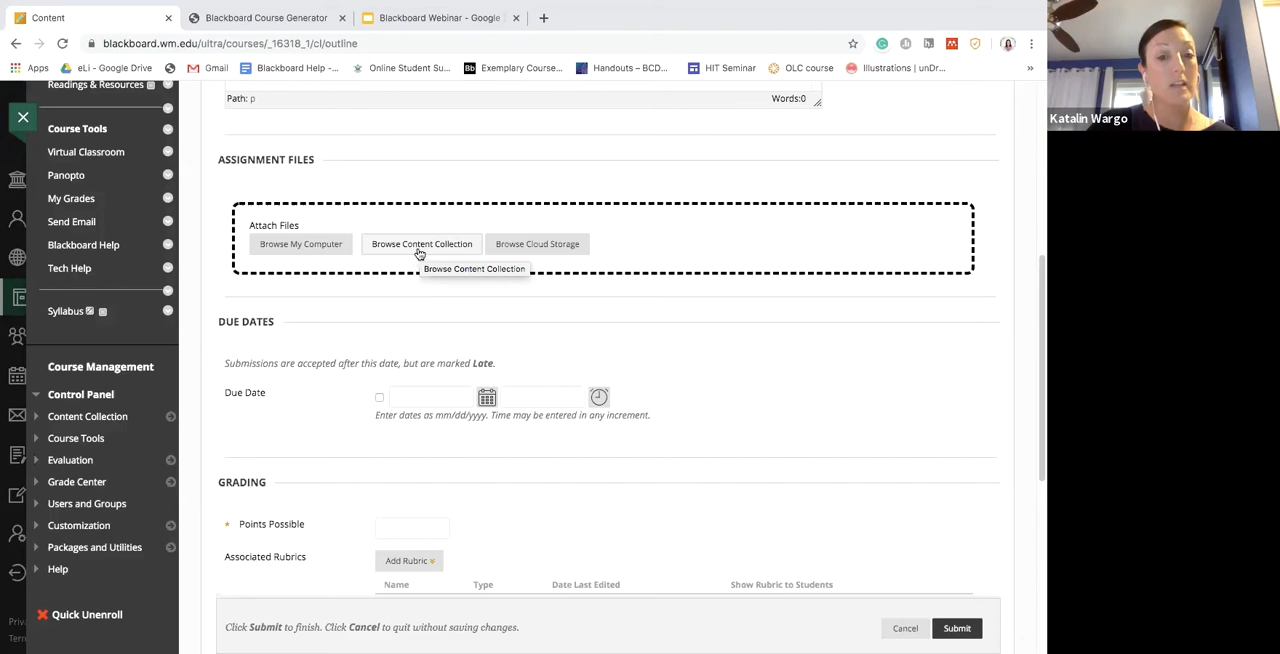 Content
Blackboard Course Generator
Blackboard Webinar - Google
blackboard.wm.edu/ultra/courses/_16318_1/cl/outline
Apps
eLi - Google Drive
Gmail
Blackboard Help -...
Online Student Su...
Exemplary Course...
Handouts – BCD...
HIT Seminar
OLC course
Illustrations | unDr...
»
Readings & Resources
Course Tools
Virtual Classroom
Panopto
My Grades
Send Email
Blackboard Help
Tech Help
Syllabus
Course Management
Control Panel
Content Collection
Course Tools
Evaluation
Grade Center
Users and Groups
Customization
Packages and Utilities
Help
Quick Unenroll
Priva
Term
Path: p
Words:0
ASSIGNMENT FILES
Attach Files
Browse My Computer
Browse Content Collection
Browse Cloud Storage
Browse Content Collection
DUE DATES
Submissions are accepted after this date, but are marked Late.
Due Date
Enter dates as mm/dd/yyyy. Time may be entered in any increment.
GRADING
* Points Possible
Associated Rubrics
Add Rubric
Name
Type
Date Last Edited
Show Rubric to Students
Click Submit to finish. Click Cancel to quit without saving changes.
Cancel
Submit
Katalin Wargo